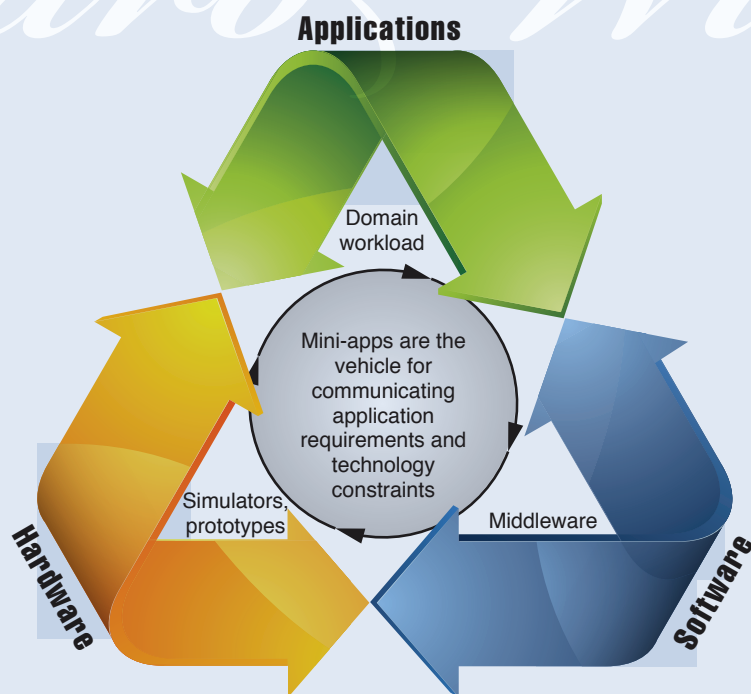 Applications
Domain
workload
Mini-apps are the
vehicle for
communicating
application
requirements and
technology
constraints
Simulators,
prototypes
Middleware
Hardware
Software